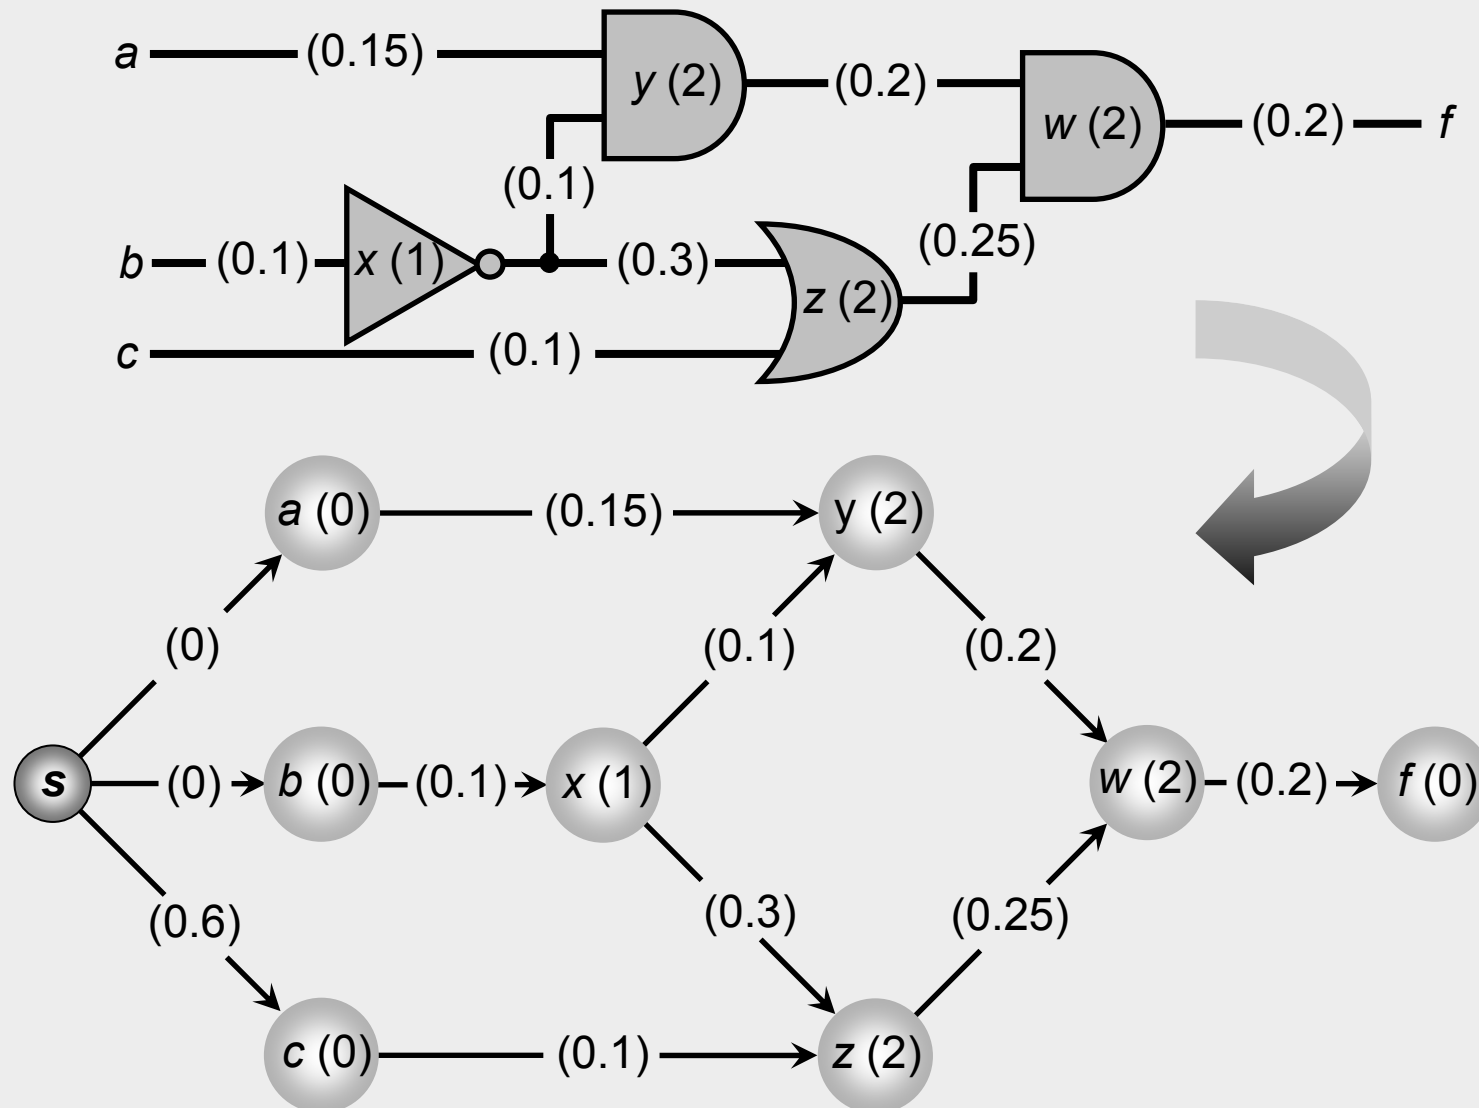 a (0.15) y (2) (0.2) w (2) (0.2) f
(0.1)
b (0.1) x (1) (0.3) z (2) (0.25)
c (0.1)
a (0) (0.15) y (2)
(0) (0.1) (0.2)
s (0) b (0) (0.1) x (1) w (2) (0.2) f (0)
(0.6) (0.3) (0.25)
c (0) (0.1) z (2)